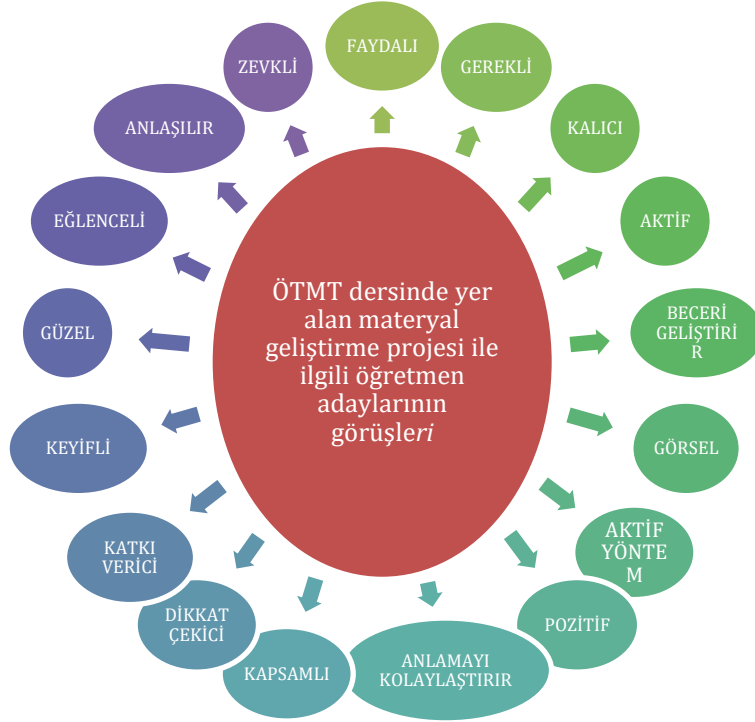 ÖTMT dersinde yer
alan materyal
geliştirme projesi ile
ilgili öğretmen
adaylarının
görüşleri
FAYDALI
GEREKLİ
KALICI
AKTİF
BECERİ
GELİŞTİRİ
R
GÖRSEL
AKTİF
YÖNTE
M
POZİTİF
ANLAMAYI
KOLAYLAŞTIRIR
KAPSAMLI
DİKKAT
ÇEKİCİ
KATKI
VERİCİ
KEYİFLİ
GÜZEL
EĞLENCELİ
ANLAŞILIR
ZEVKLİ